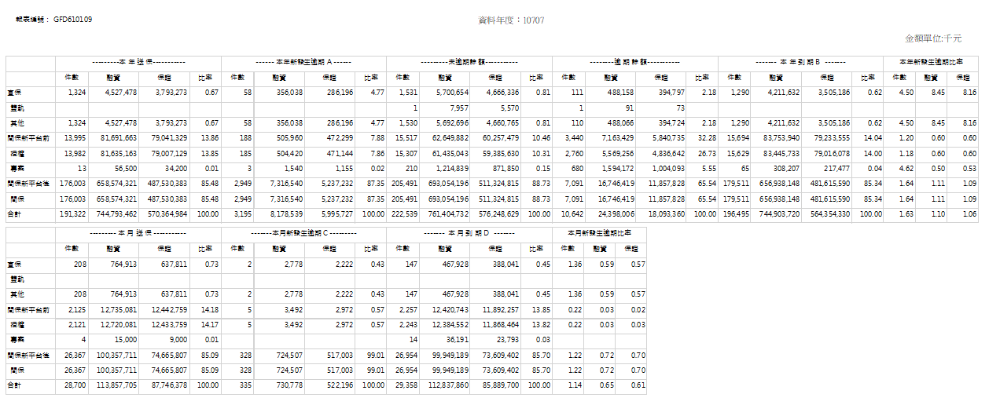 報表編號： GFD610109
資料年度：10707
金額單位:千元
---------本 年 送 保----------- ------ 本年新發生逾期 A ------ ---------未逾期餘額----------- --------逾 期 餘 額----------- ------- 本 年 到 期 B ------- 本年新發生逾期比率
件數 融資 保證 比率 件數 融資 保證 比率 件數 融資 保證 比率 件數 融資 保證 比率 件數 融資 保證 比率 件數 融資 保證
直保 1,324 4,527,478 3,793,273 0.67 58 356,038 286,196 4.77 1,531 5,700,654 4,666,336 0.81 111 488,158 394,797 2.18 1,290 4,211,632 3,505,186 0.62 4.50 8.45 8.16
雙軌 1 7,957 5,570 1 91 73
其他 1,324 4,527,478 3,793,273 0.67 58 356,038 286,196 4.77 1,530 5,692,696 4,660,765 0.81 110 488,066 394,724 2.18 1,290 4,211,632 3,505,186 0.62 4.50 8.45 8.16
間保新平台前 13,995 81,691,663 79,041,329 13.86 188 505,960 472,299 7.88 15,517 62,649,882 60,257,479 10.46 3,440 7,163,429 5,840,735 32.28 15,694 83,753,940 79,233,555 14.04 1.20 0.60 0.60
授權 13,982 81,635,163 79,007,129 13.85 185 504,420 471,144 7.86 15,307 61,435,043 59,385,630 10.31 2,760 5,569,256 4,836,642 26.73 15,629 83,445,733 79,016,078 14.00 1.18 0.60 0.60
專案 13 56,500 34,200 0.01 3 1,540 1,155 0.02 210 1,214,839 871,850 0.15 680 1,594,172 1,004,093 5.55 65 308,207 217,477 0.04 4.62 0.50 0.53
間保新平台後 176,003 658,574,321 487,530,383 85.48 2,949 7,316,540 5,237,232 87.35 205,491 693,054,196 511,324,815 88.73 7,091 16,746,419 11,857,828 65.54 179,511 656,938,148 481,615,590 85.34 1.64 1.11 1.09
間保 176,003 658,574,321 487,530,383 85.48 2,949 7,316,540 5,237,232 87.35 205,491 693,054,196 511,324,815 88.73 7,091 16,746,419 11,857,828 65.54 179,511 656,938,148 481,615,590 85.34 1.64 1.11 1.09
合計 191,322 744,793,462 570,364,984 100.00 3,195 8,178,539 5,995,727 100.00 222,539 761,404,732 576,248,629 100.00 10,642 24,398,006 18,093,360 100.00 196,495 744,903,720 564,354,330 100.00 1.63 1.10 1.06
--------- 本 月 送 保 ----------- -------本月新發生逾期 C --------- ------- 本 月 到 期 D ------- 本月新發生逾期比率
件數 融資 保證 比率 件數 融資 保證 比率 件數 融資 保證 比率 件數 融資 保證
直保 208 764,913 637,811 0.73 2 2,778 2,222 0.43 147 467,928 388,041 0.45 1.36 0.59 0.57
雙軌
其他 208 764,913 637,811 0.73 2 2,778 2,222 0.43 147 467,928 388,041 0.45 1.36 0.59 0.57
間保新平台前 2,125 12,735,081 12,442,759 14.18 5 3,492 2,972 0.57 2,257 12,420,743 11,892,257 13.85 0.22 0.03 0.02
授權 2,121 12,720,081 12,433,759 14.17 5 3,492 2,972 0.57 2,243 12,384,552 11,868,464 13.82 0.22 0.03 0.03
專案 4 15,000 9,000 0.01 14 36,191 23,793 0.03
間保新平台後 26,367 100,357,711 74,665,807 85.09 328 724,507 517,003 99.01 26,954 99,949,189 73,609,402 85.70 1.22 0.72 0.70
間保 26,367 100,357,711 74,665,807 85.09 328 724,507 517,003 99.01 26,954 99,949,189 73,609,402 85.70 1.22 0.72 0.70
合計 28,700 113,857,705 87,746,378 100.00 335 730,778 522,196 100.00 29,358 112,837,860 85,889,700 100.00 1.14 0.65 0.61